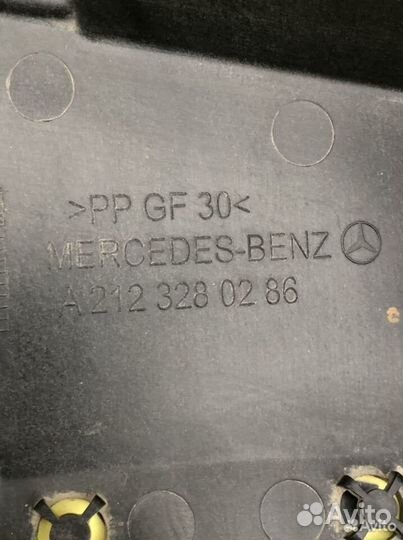 >PP GF 30<
MERCEDES-BENZ
A 212 328 02 86
Avito